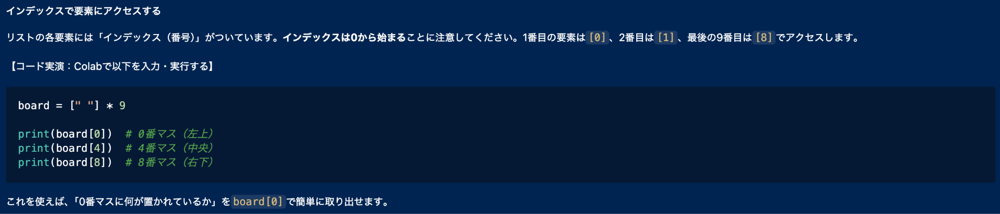 インデックスで要素にアクセスする
リストの各要素には「インデックス（番号）」がついています。インデックスは0から始まることに注意してください。1番目の要素は[0]、2番目は[1]、最後の9番目は[8]でアクセスします。
【コード実演：Colabで以下を入力・実行する】
board = [" "] * 9
print(board[0])  # 0番マス（左上）
print(board[4])  # 4番マス（中央）
print(board[8])  # 8番マス（右下）
これを使えば、「0番マスに何が置かれているか」をboard[0]で簡単に取り出せます。